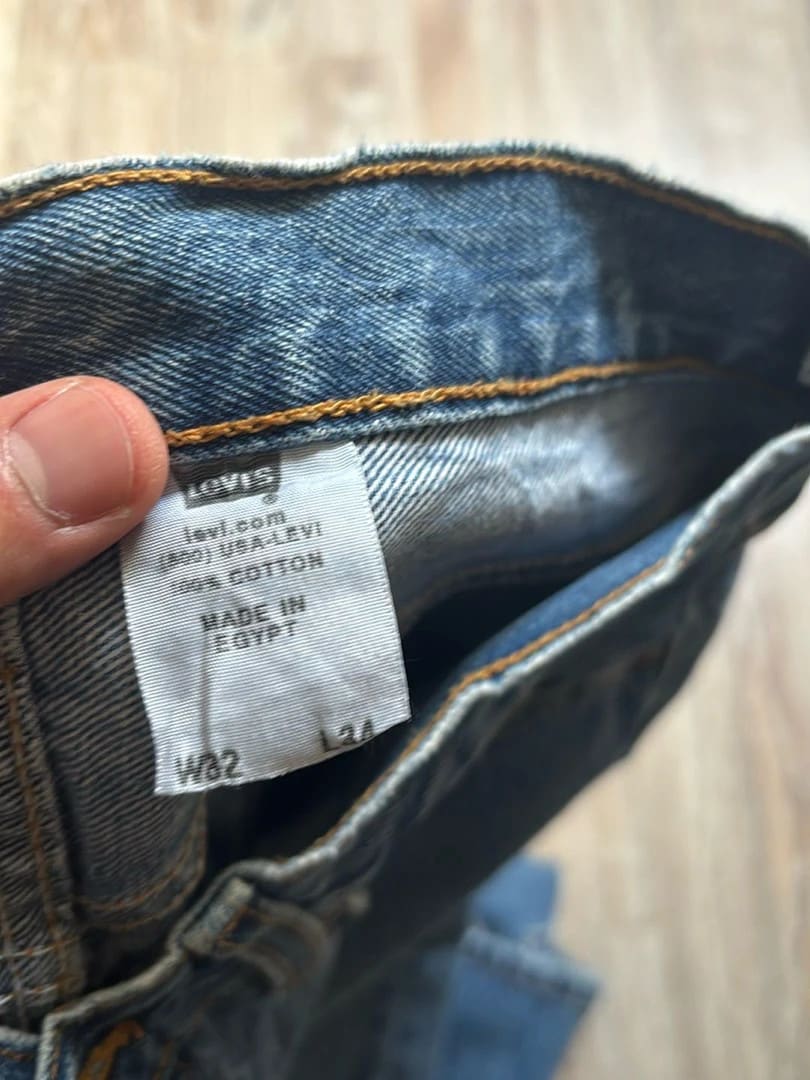 Levi's®
levi.com
(800) USA-LEVI
100% COTTON
MADE IN
EGYPT
W32 L34